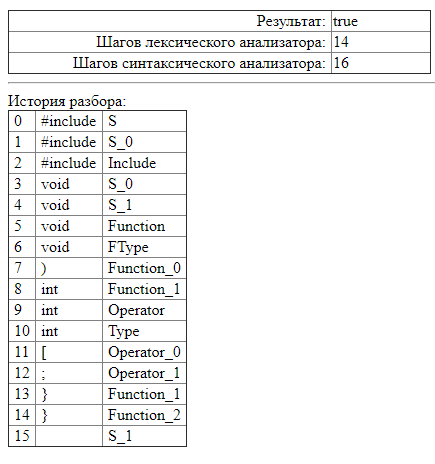 Результат: true
Шагов лексического анализатора: 14
Шагов синтаксического анализатора: 16
История разбора:
0 #include S
1 #include S_0
2 #include Include
3 void S_0
4 void S_1
5 void Function
6 void FType
7 ) Function_0
8 int Function_1
9 int Operator
10 int Type
11 [ Operator_0
12 ; Operator_1
13 } Function_1
14 } Function_2
15 S_1